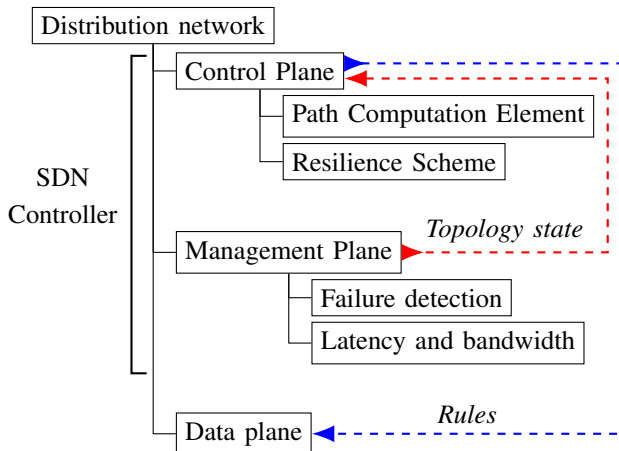 Distribution network
Control Plane
Path Computation Element
Resilience Scheme
SDN
Controller
Topology state
Management Plane
Failure detection
Latency and bandwidth
Rules
Data plane